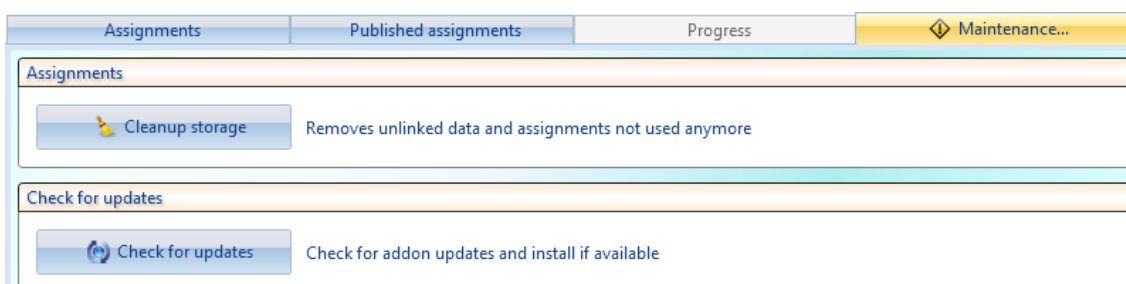 Assignments
Published assignments
Progress
Maintenance...
Assignments
Cleanup storage
Removes unlinked data and assignments not used anymore
Check for updates
Check for updates
Check for addon updates and install if available